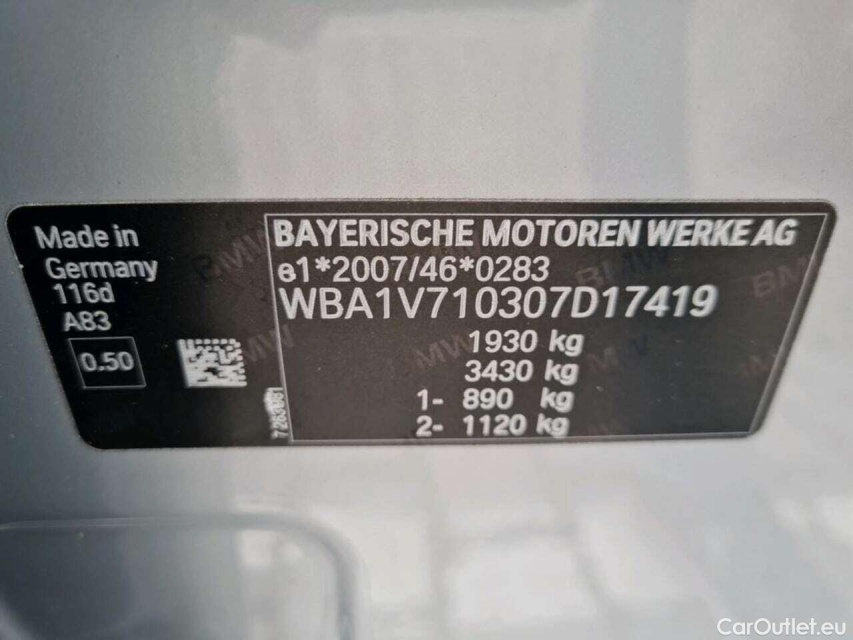 Made in
Germany
116d
A83
0.50
BAYERISCHE MOTOREN WERKE AG
e1*2007/46*0283
WBA1V710307D17419
1930 kg
3430 kg
1- 890 kg
2- 1120 kg
BMW
CarOutlet.eu